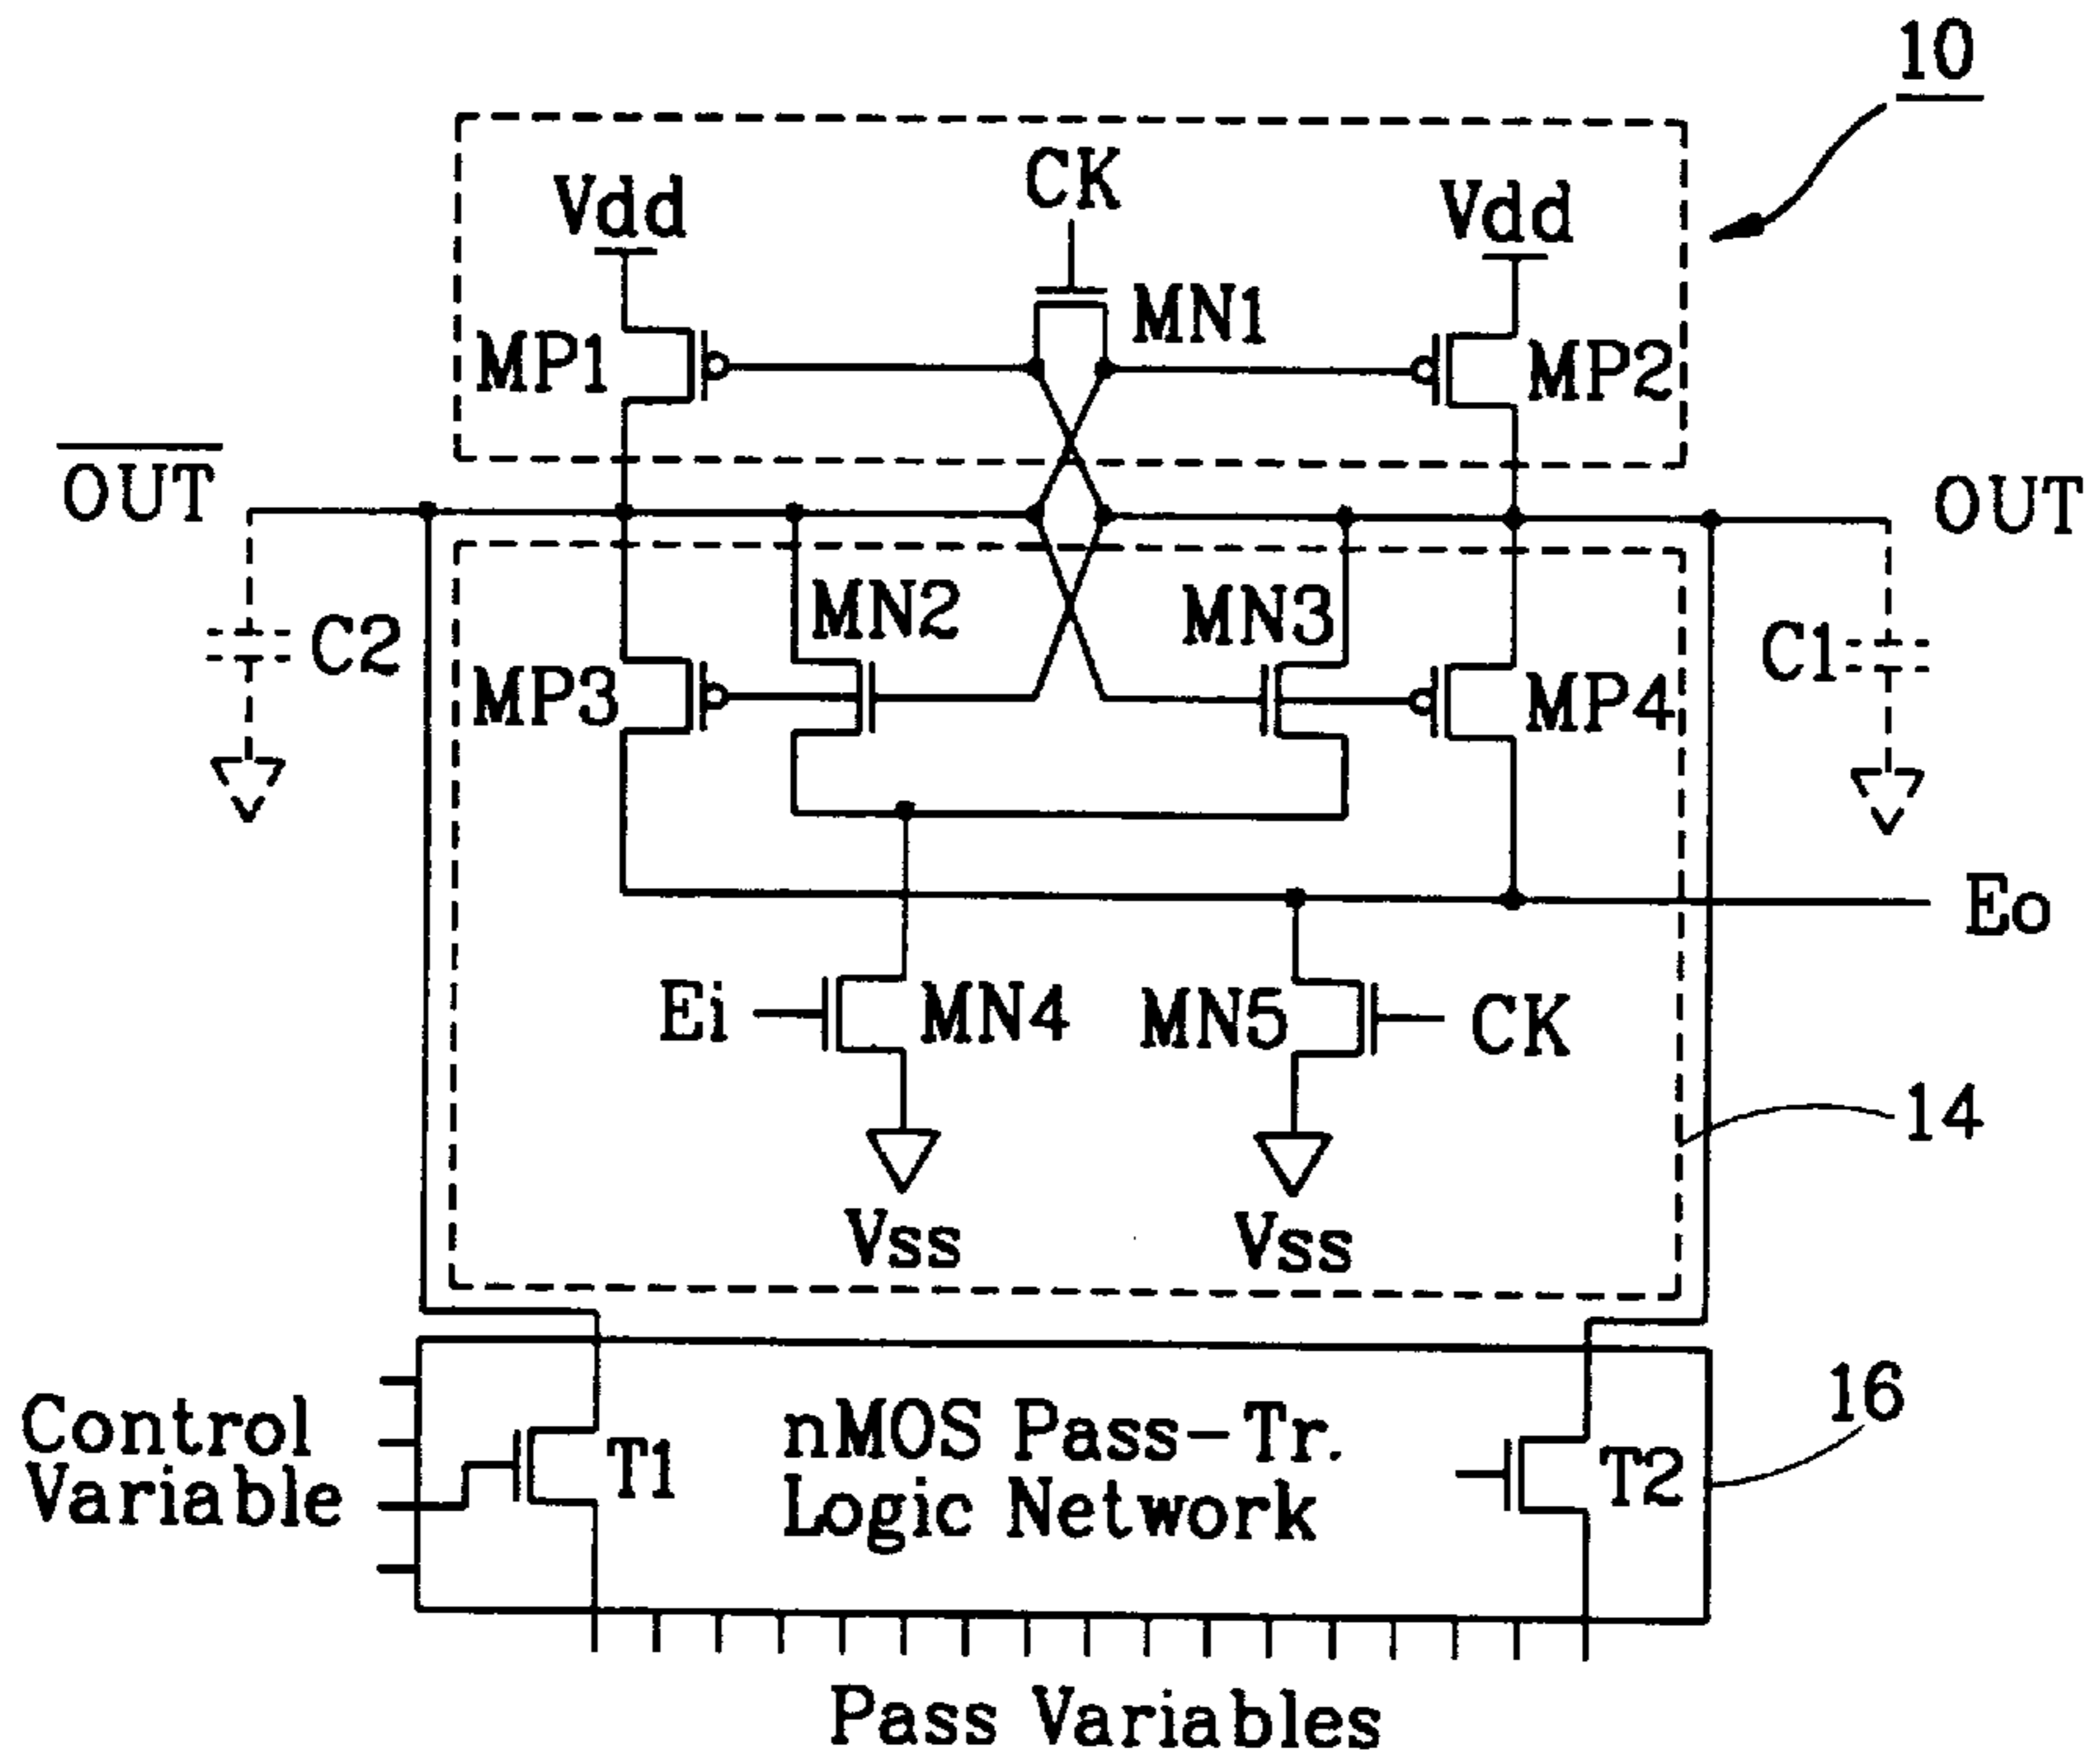 10
CK
Vdd
Vdd
MN1
MP1
MP2
OUT
OUT
MN2
MN3
C2
C1
MP3
MP4
Eo
Ei
MN4
MN5
CK
14
Vss
Vss
16
Control
Variable
T1
nMOS Pass-Tr.
Logic Network
T2
Pass Variables